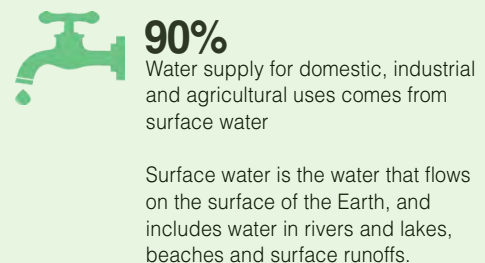 90%
Water supply for domestic, industrial
and agricultural uses comes from
surface water
Surface water is the water that flows
on the surface of the Earth, and
includes water in rivers and lakes,
beaches and surface runoffs.